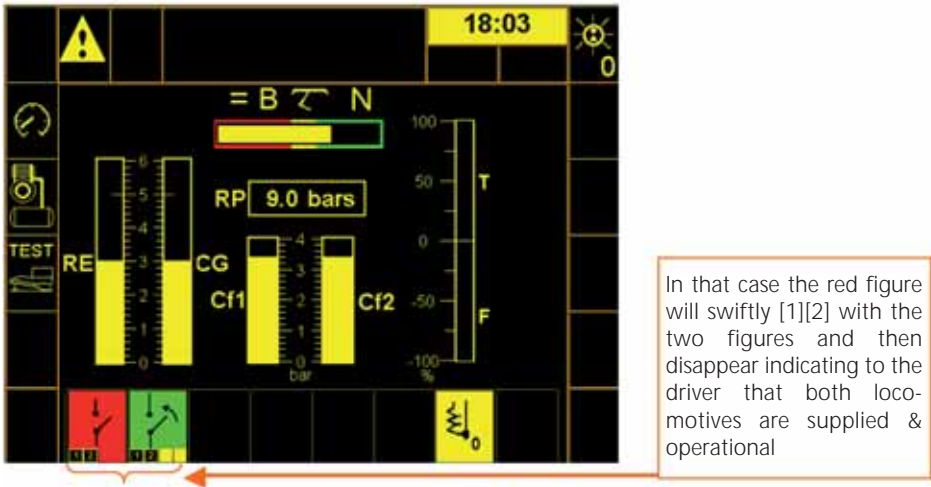 18:03
0
= B N
100
6
50
T
5
RP 9.0 bars
4
TEST
RE
3
CG
4
0
3
2
Cf1
2
Cf2
-50
F
1
1
0
0
-100
bar
%
1 2
1 2
0
In that case the red figure
will swiftly [1][2] with the
two figures and then
disappear indicating to the
driver that both loco-
motives are supplied &
operational